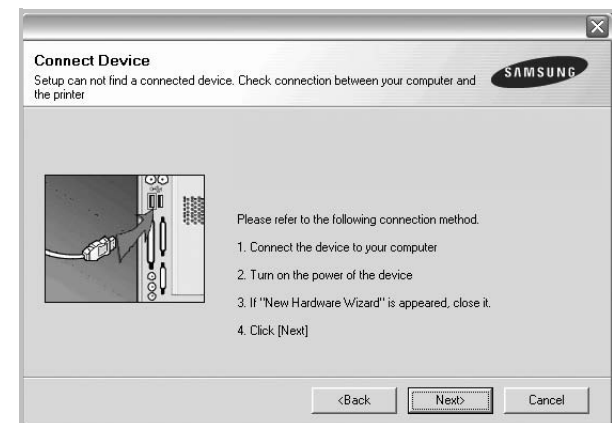 Connect Device
Setup can not find a connected device. Check connection between your computer and
the printer
SAMSUNG
Please refer to the following connection method.
1. Connect the device to your computer
2. Turn on the power of the device
3. If "New Hardware Wizard" is appeared, close it.
4. Click [Next]
<Back
Next>
Cancel